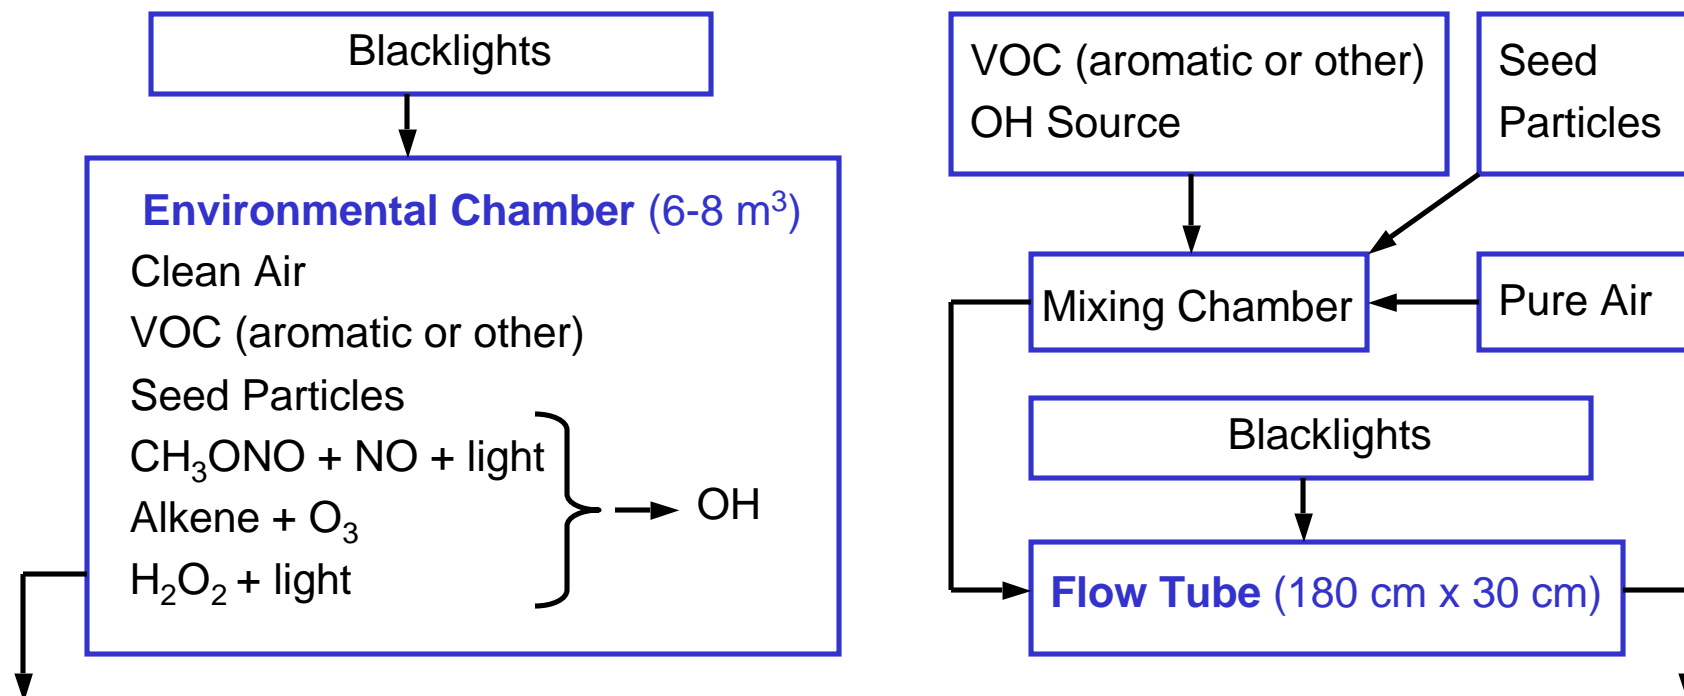 Blacklights
Environmental Chamber (6-8 m³)
Clean Air
VOC (aromatic or other)
Seed Particles
CH₃ONO + NO + light
Alkene + O₃
H₂O₂ + light
OH
VOC (aromatic or other)
OH Source
Seed
Particles
Mixing Chamber
Pure Air
Blacklights
Flow Tube (180 cm x 30 cm)